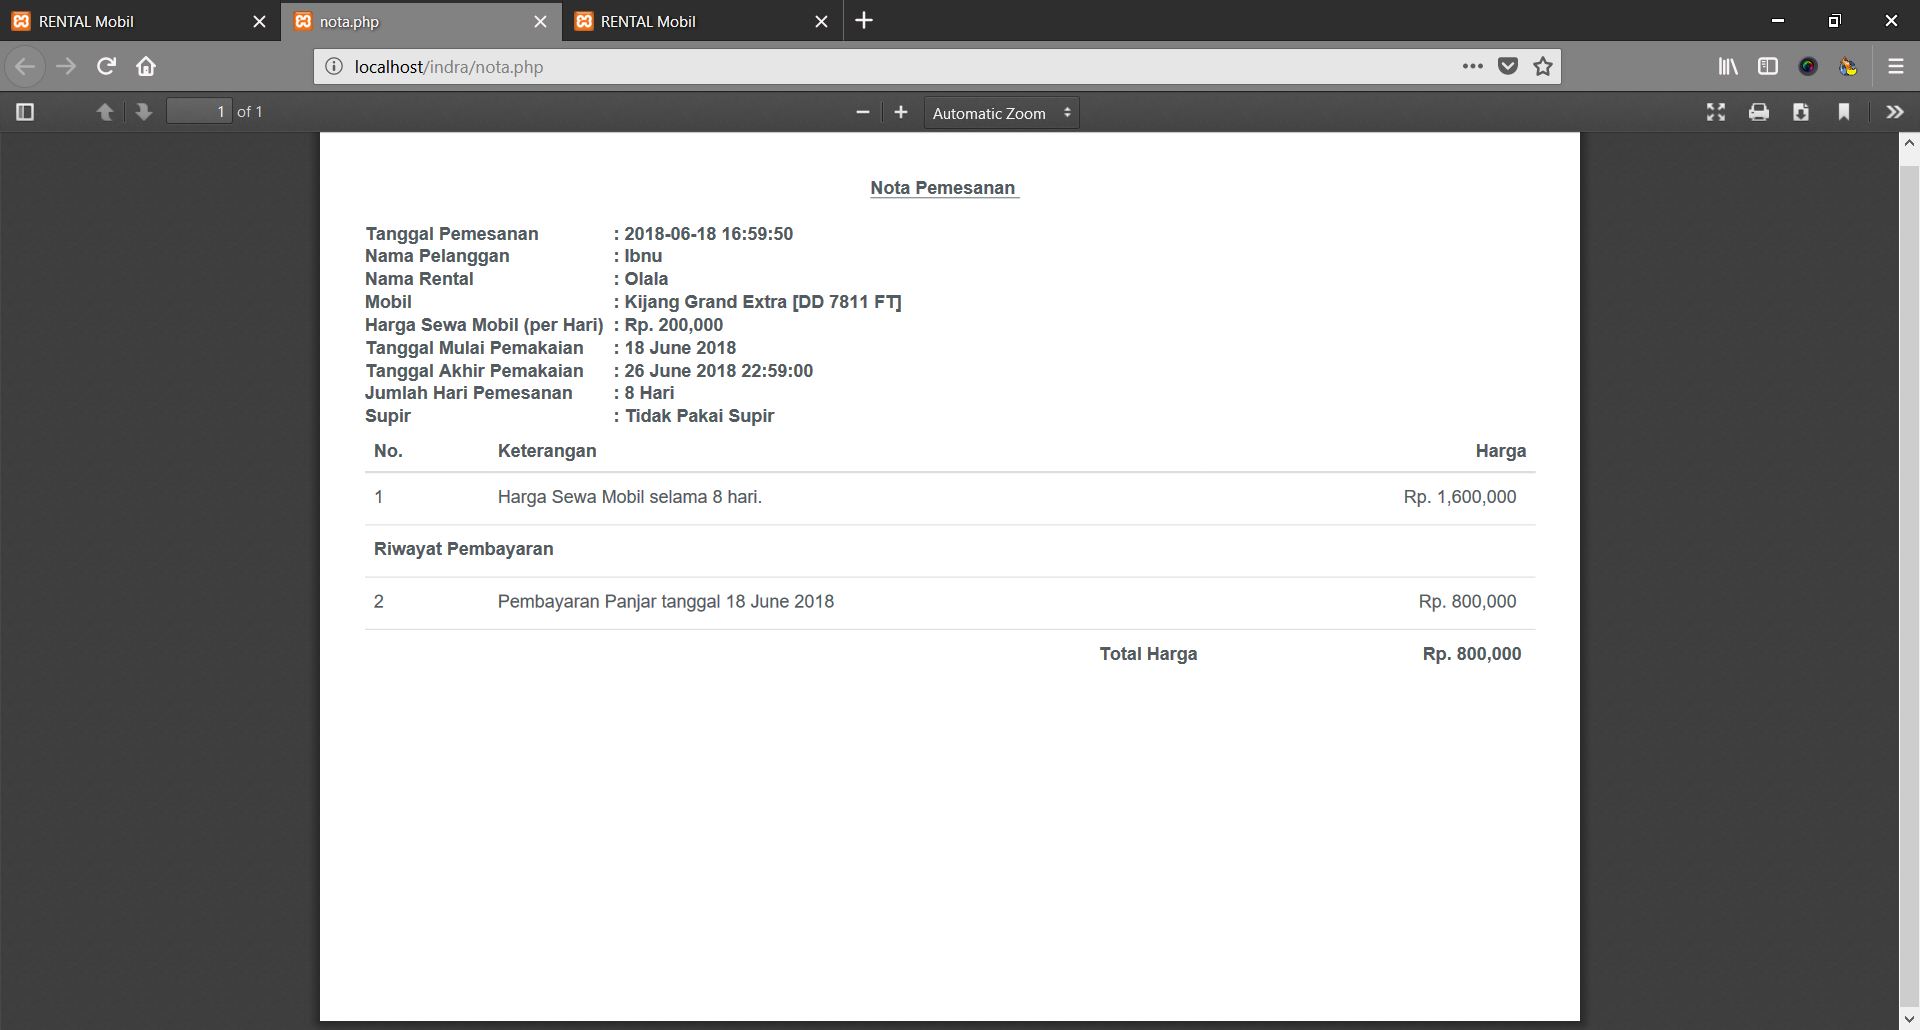 RENTAL Mobil
nota.php
RENTAL Mobil
localhost/indra/nota.php
1 of 1
Automatic Zoom
Nota Pemesanan
Tanggal Pemesanan : 2018-06-18 16:59:50
Nama Pelanggan : Ibnu
Nama Rental : Olala
Mobil : Kijang Grand Extra [DD 7811 FT]
Harga Sewa Mobil (per Hari) : Rp. 200,000
Tanggal Mulai Pemakaian : 18 June 2018
Tanggal Akhir Pemakaian : 26 June 2018 22:59:00
Jumlah Hari Pemesanan : 8 Hari
Supir : Tidak Pakai Supir
No. Keterangan Harga
1 Harga Sewa Mobil selama 8 hari. Rp. 1,600,000
Riwayat Pembayaran
2 Pembayaran Panjar tanggal 18 June 2018 Rp. 800,000
Total Harga Rp. 800,000